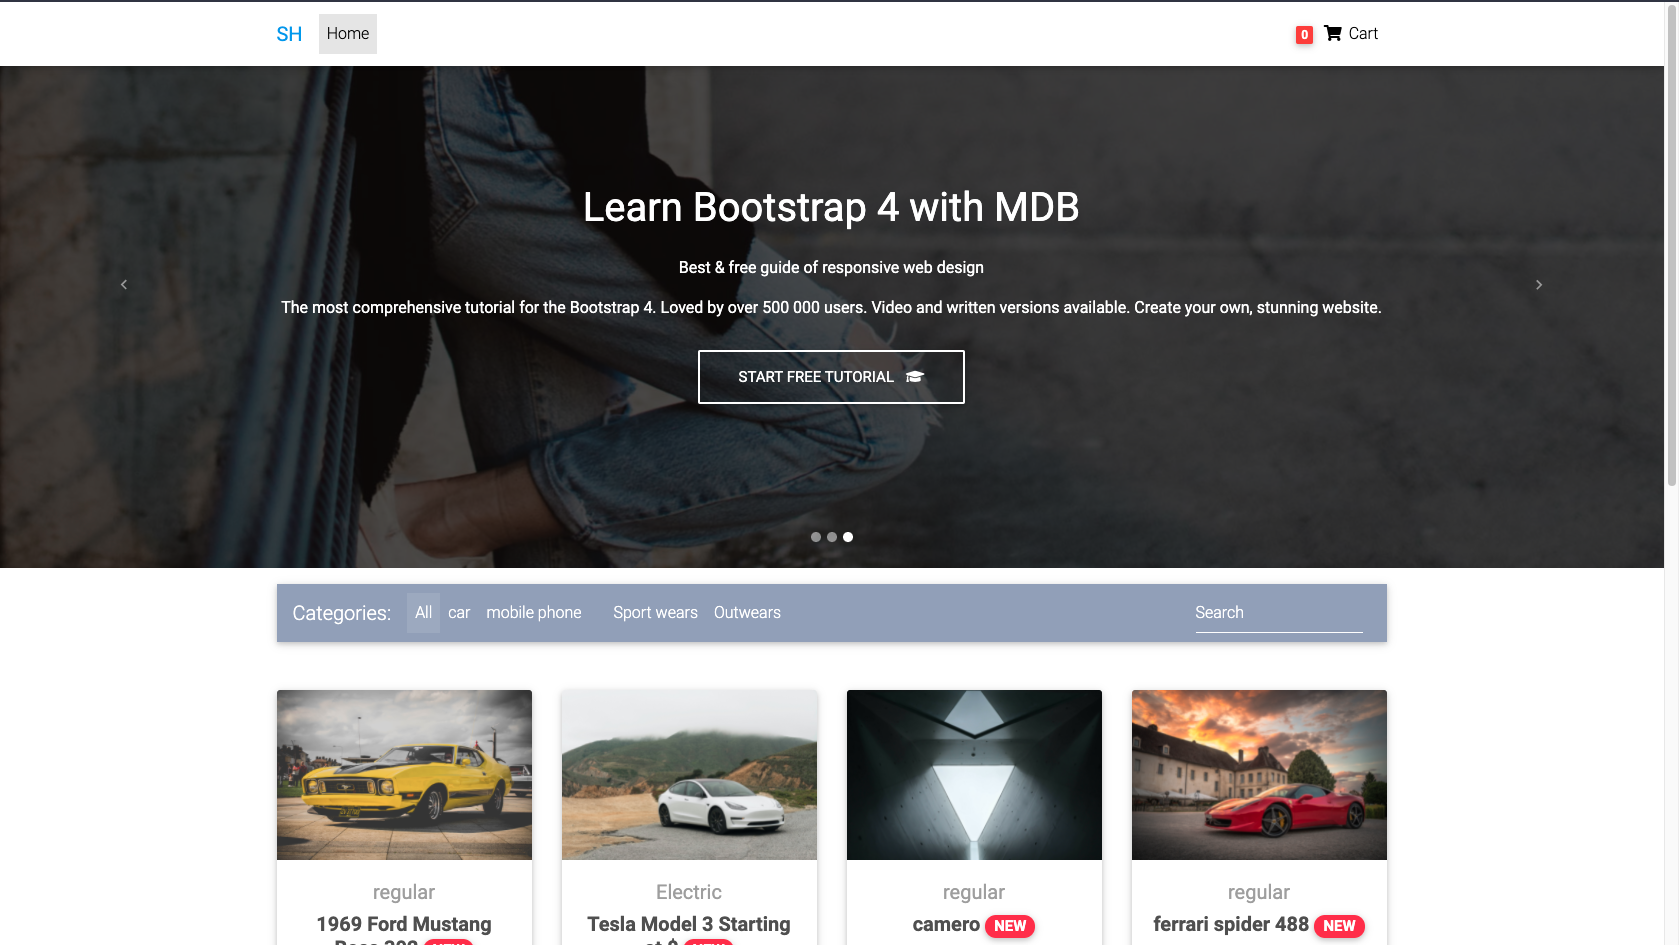 SH Home 0 Cart
Learn Bootstrap 4 with MDB
Best & free guide of responsive web design
The most comprehensive tutorial for the Bootstrap 4. Loved by over 500 000 users. Video and written versions available. Create your own, stunning website.
START FREE TUTORIAL
Categories: All car mobile phone Sport wears Outwears Search
regular
1969 Ford Mustang
Electric
Tesla Model 3 Starting
at $ NEW
regular
camero NEW
regular
ferrari spider 488 NEW